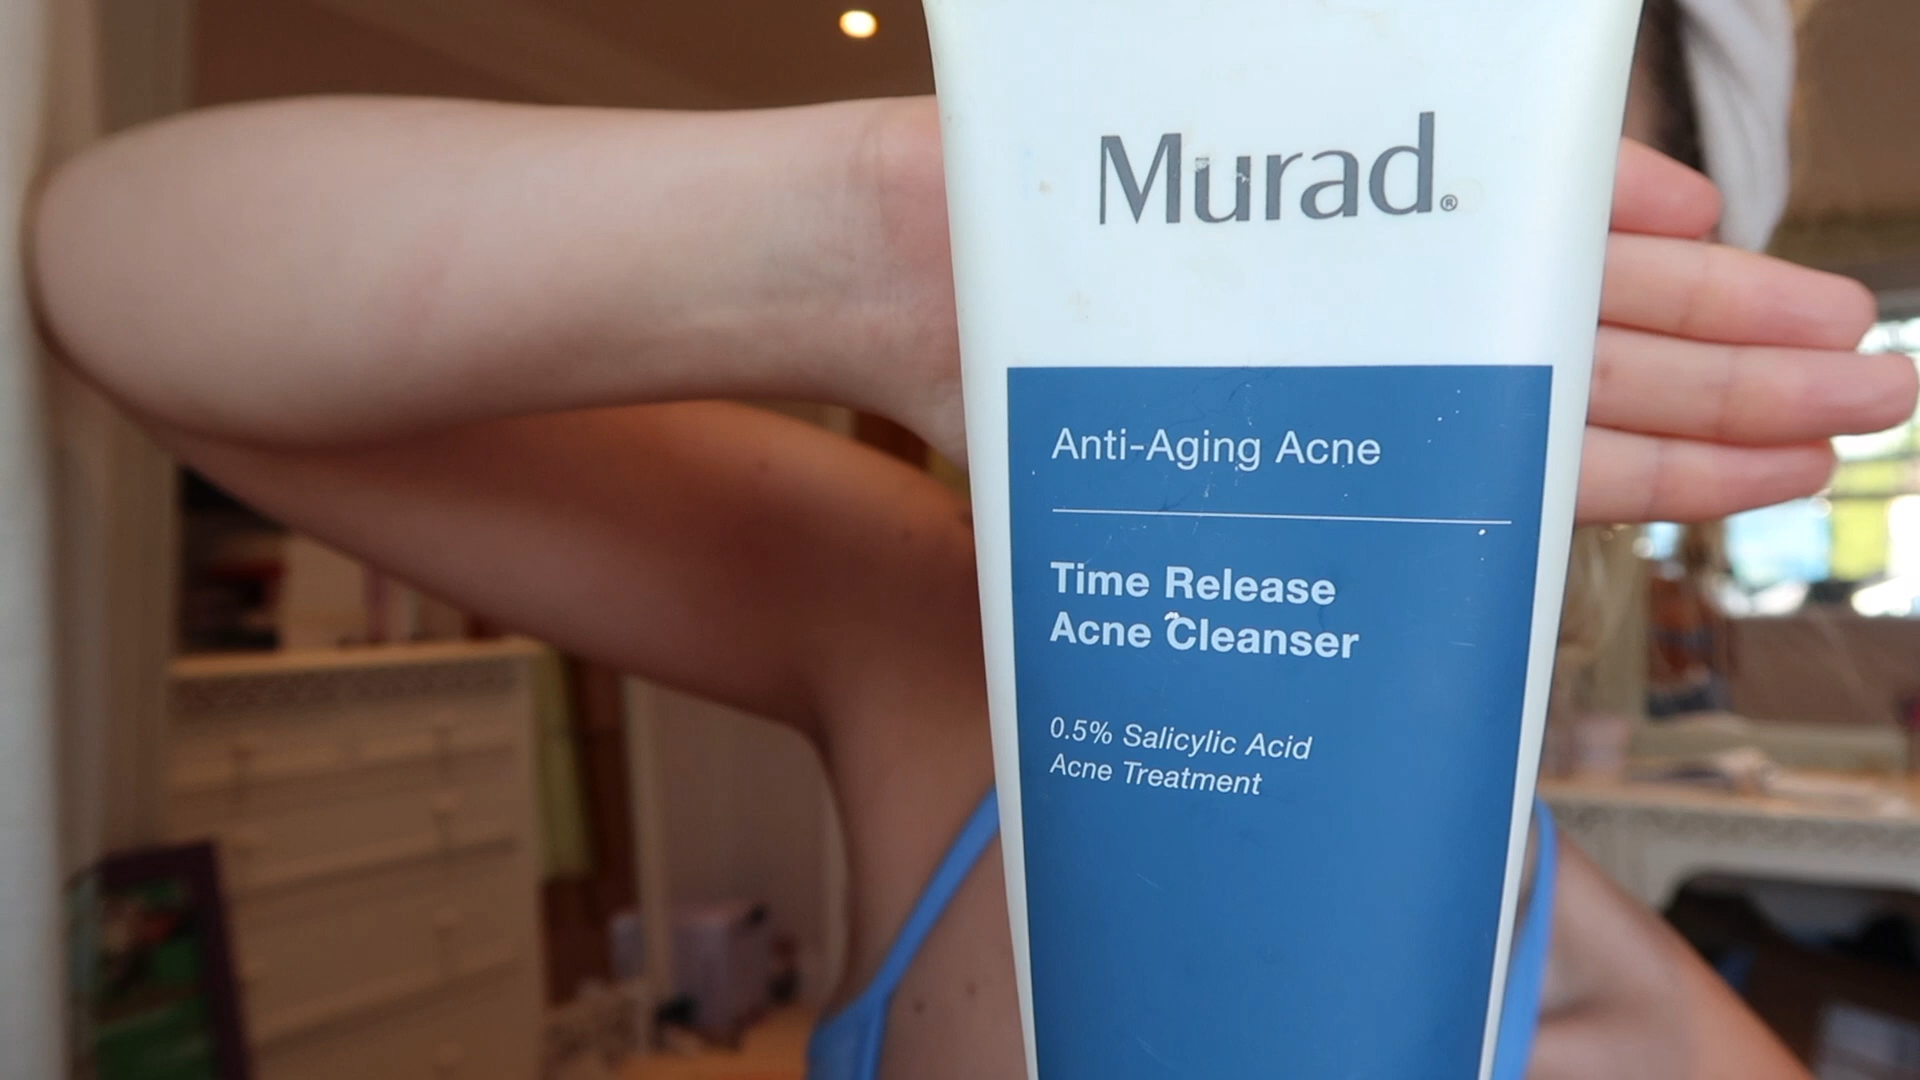 Murad®
Anti-Aging Acne
Time Release
Acne Cleanser
0.5% Salicylic Acid
Acne Treatment